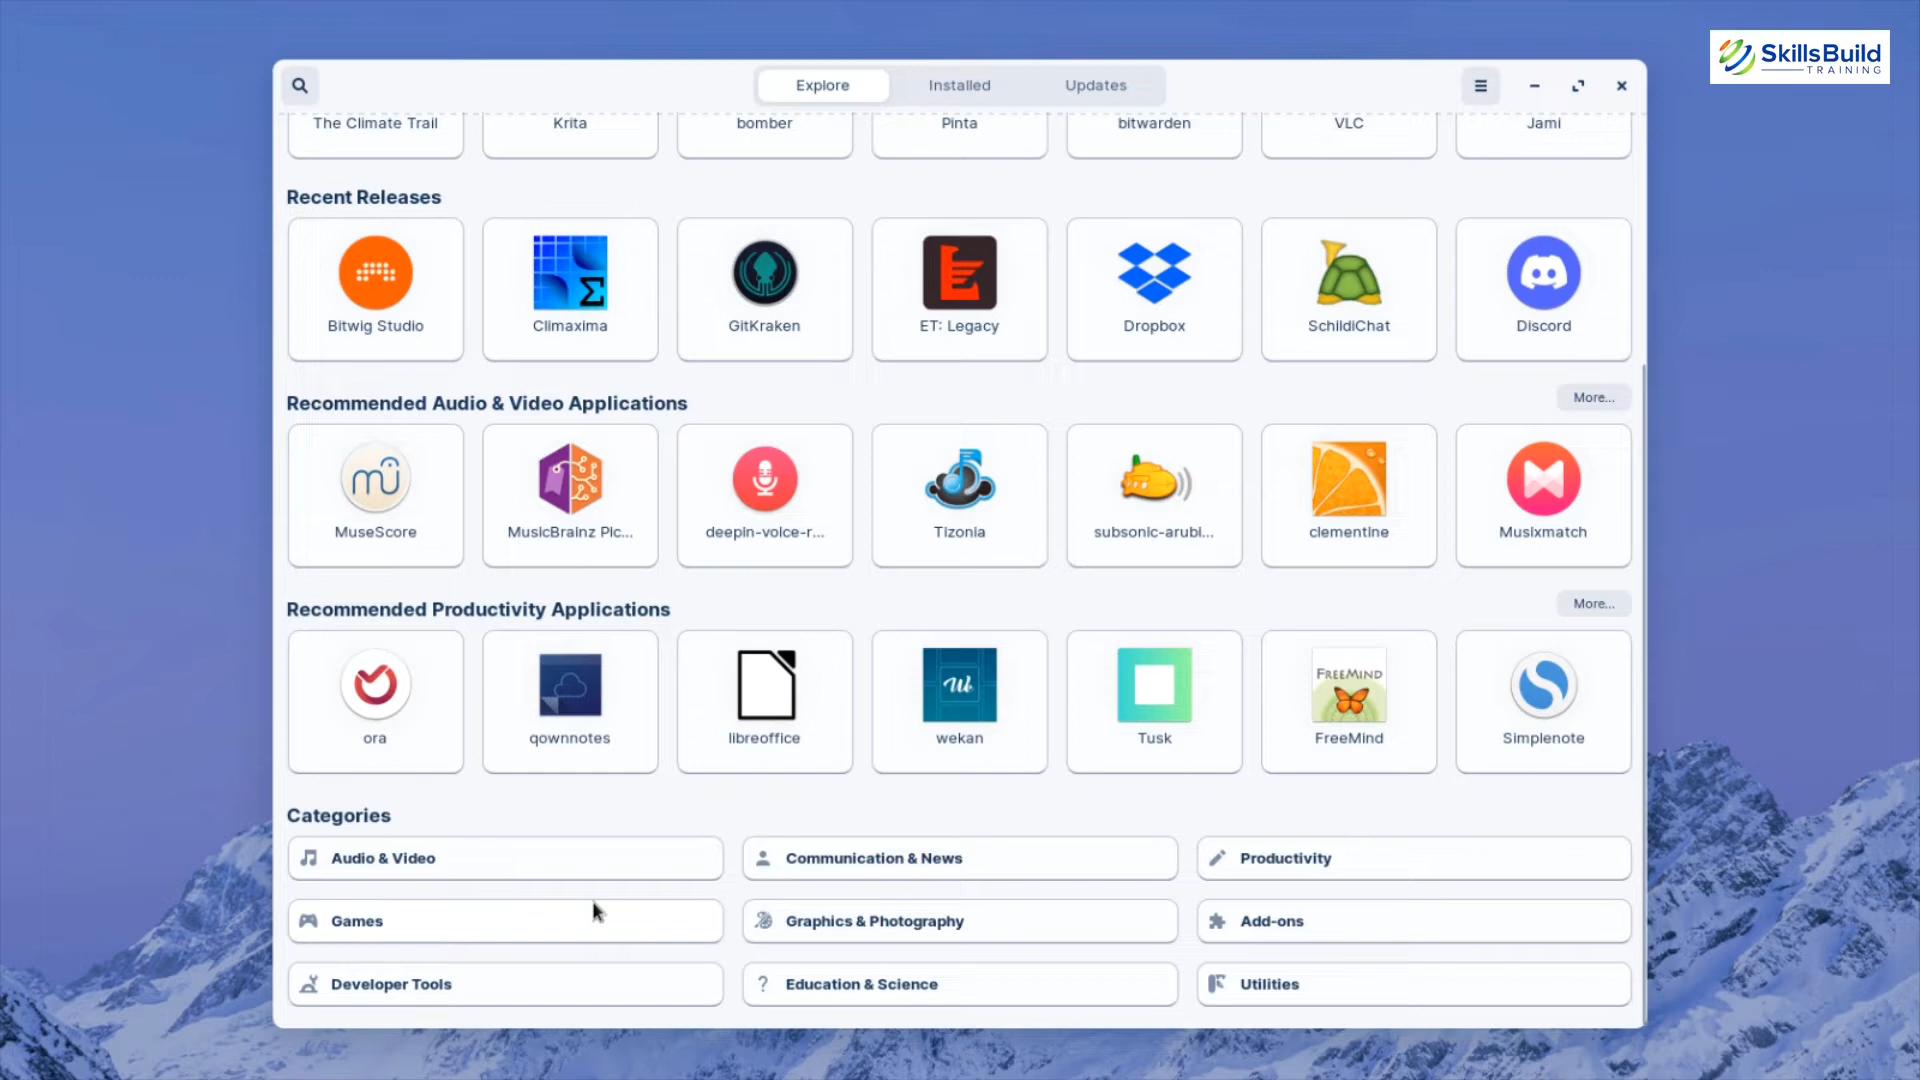 SkillsBuild
TRAINING
Explore Installed Updates
The Climate Trail Krita bomber Pinta bitwarden VLC Jami
Recent Releases
Bitwig Studio Climaxima GitKraken ET: Legacy Dropbox SchildiChat Discord
Recommended Audio & Video Applications More...
MuseScore MusicBrainz Pic... deepin-voice-r... Tizonia subsonic-arubi... clementine Musixmatch
Recommended Productivity Applications More...
FREEMIND
ora qownnotes libreoffice wekan Tusk FreeMind Simplenote
Categories
Audio & Video Communication & News Productivity
Games Graphics & Photography Add-ons
Developer Tools Education & Science Utilities